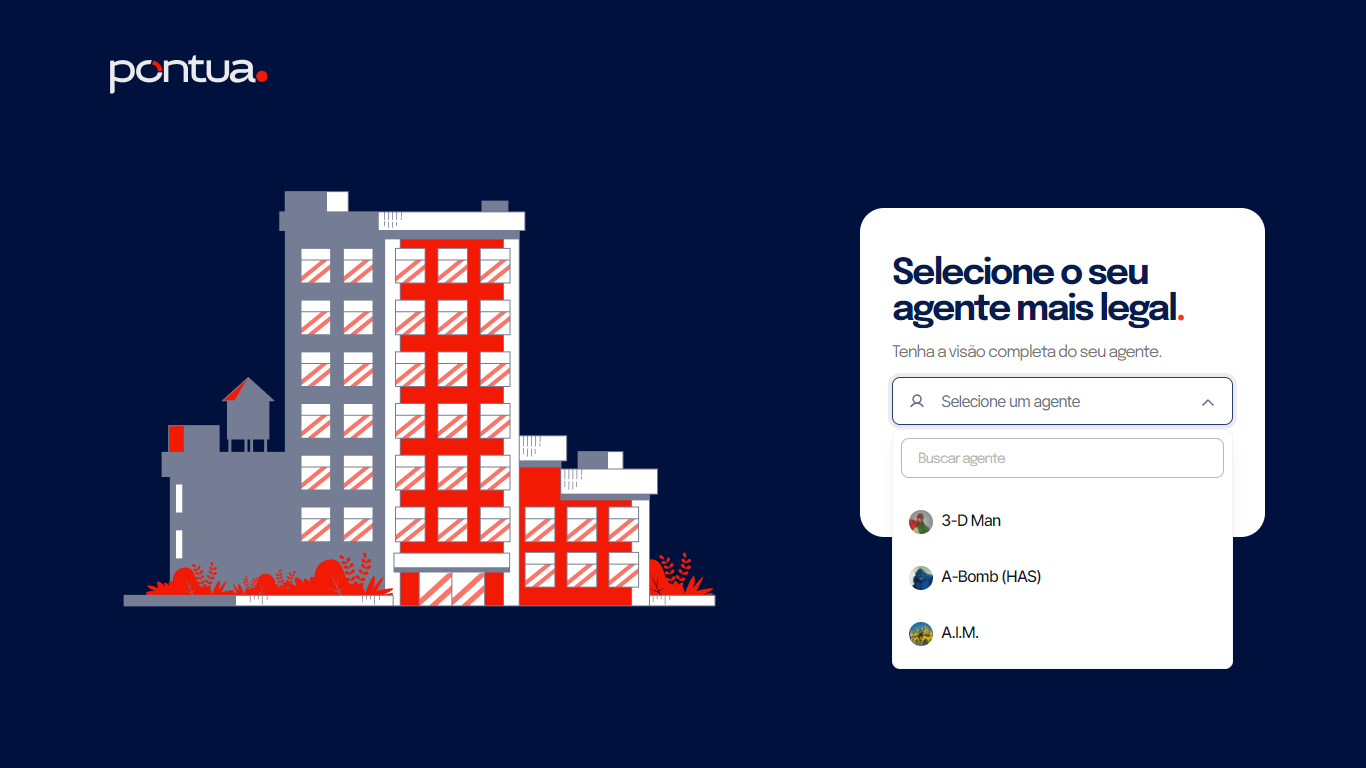 pontua.
Selecione o seu
agente mais legal.
Tenha a visão completa do seu agente.
Selecione um agente
Buscar agente
3-D Man
A-Bomb (HAS)
A.I.M.